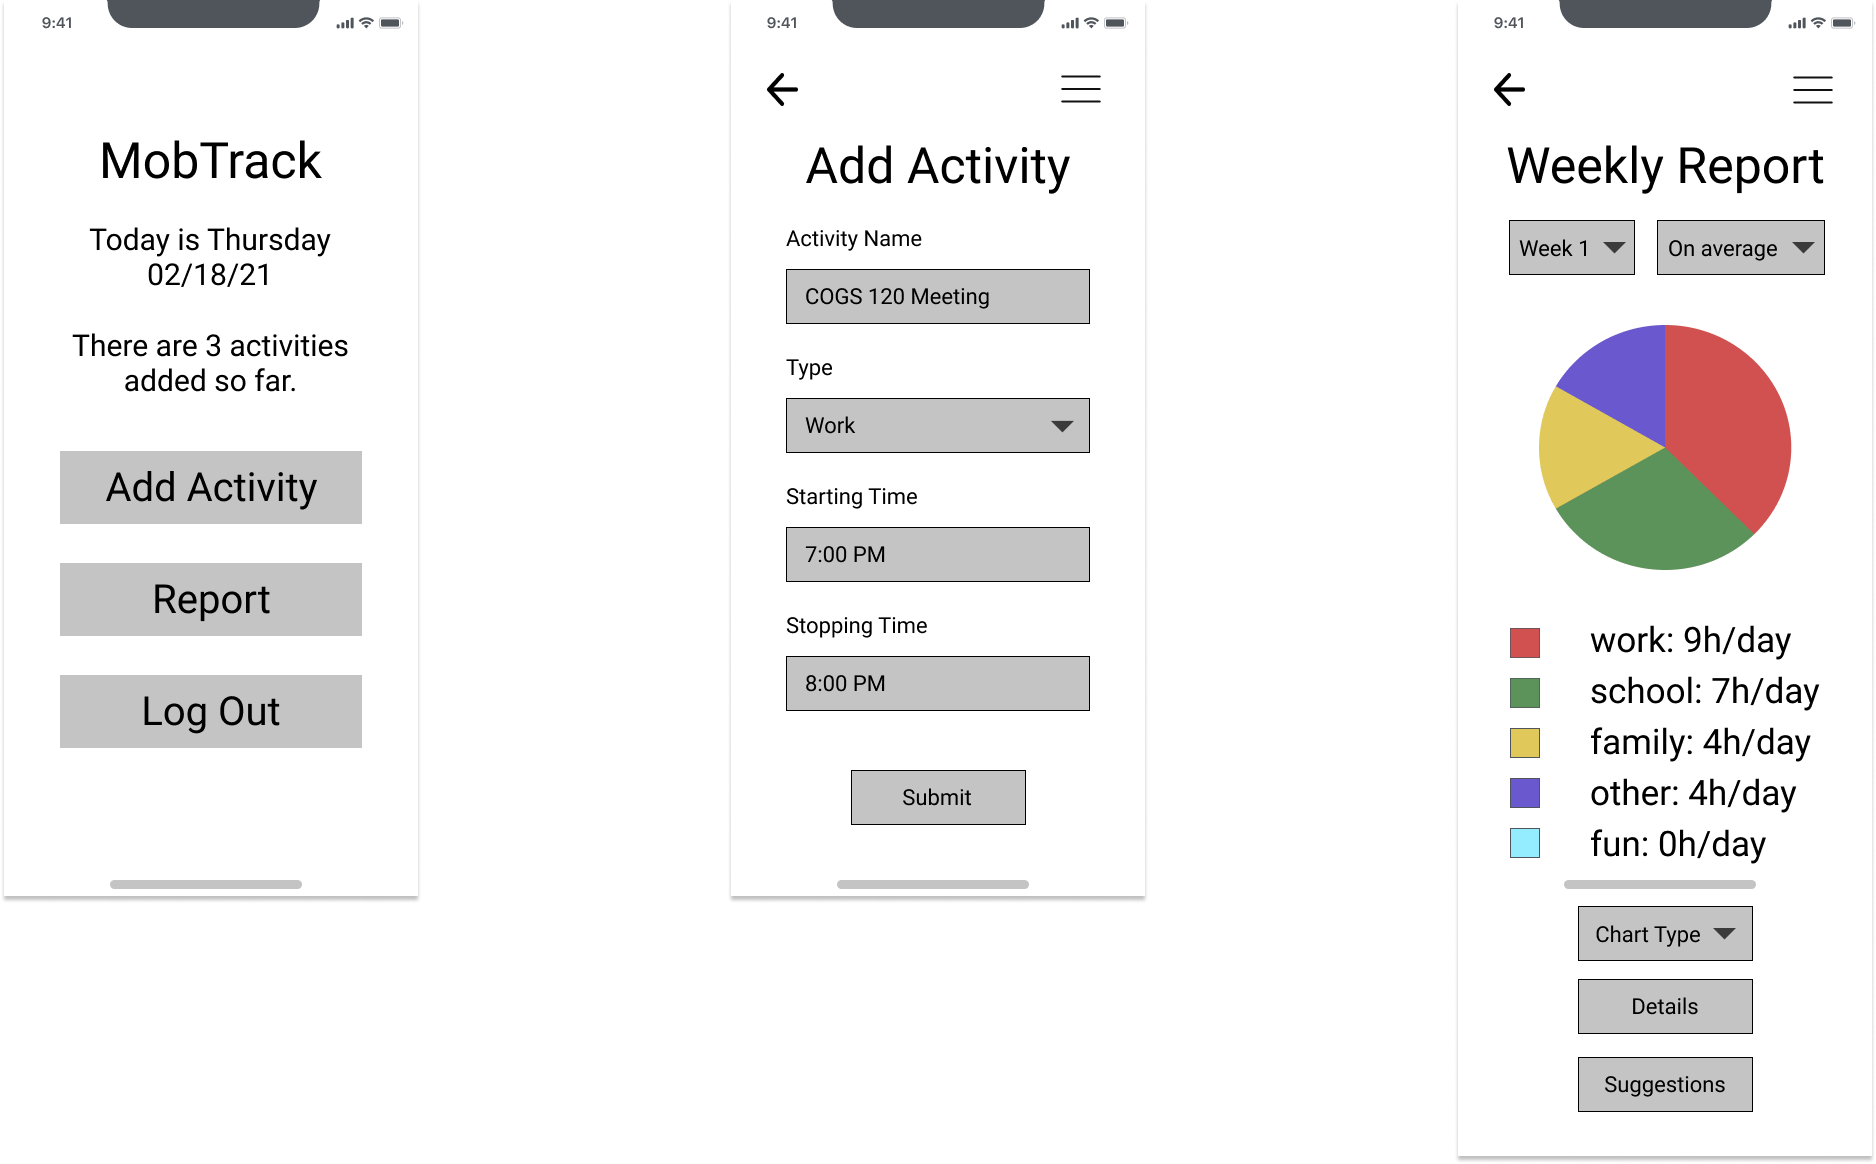 9:41
MobTrack
Today is Thursday
02/18/21
There are 3 activities
added so far.
Add Activity
Report
Log Out
9:41
Add Activity
Activity Name
COGS 120 Meeting
Type
Work
Starting Time
7:00 PM
Stopping Time
8:00 PM
Submit
9:41
Weekly Report
Week 1
On average
work: 9h/day
school: 7h/day
family: 4h/day
other: 4h/day
fun: 0h/day
Chart Type
Details
Suggestions